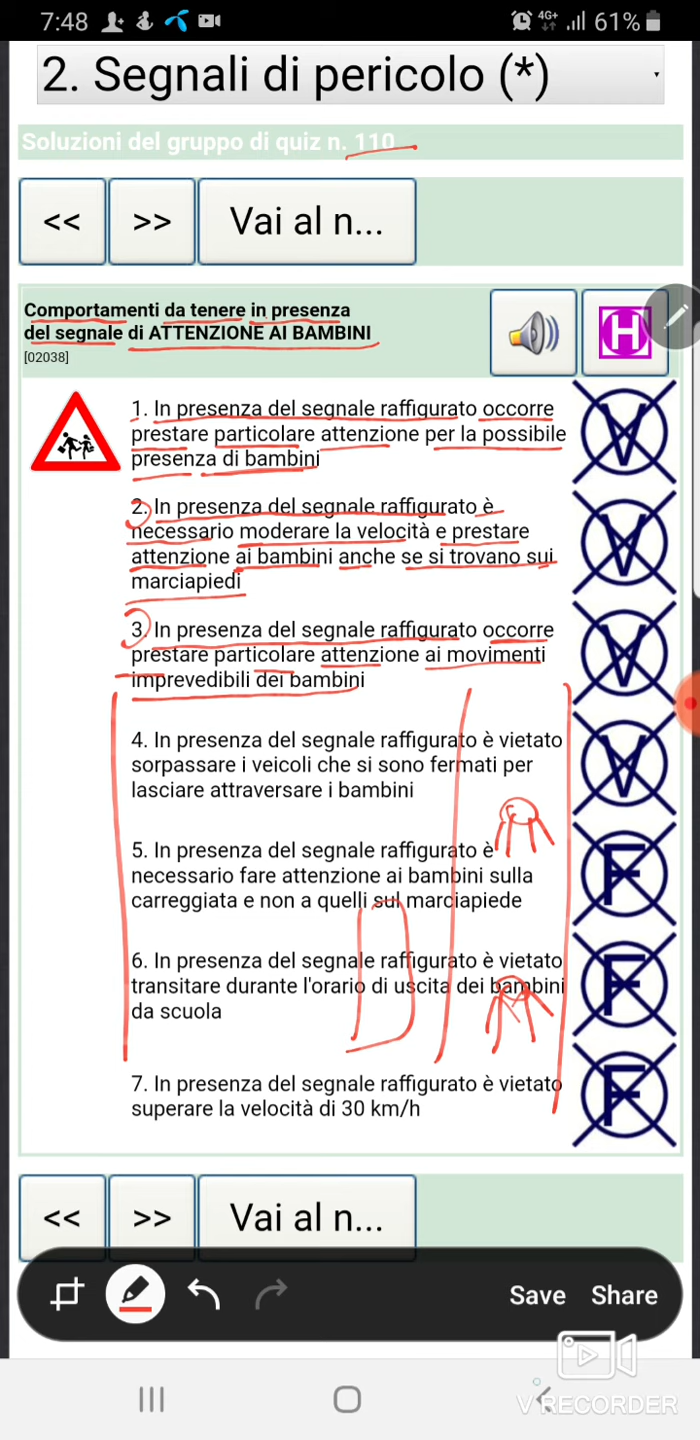 7:48
4G+
61%
2. Segnali di pericolo (*)
Soluzioni del gruppo di quiz n. 110
<< >> Vai al n...
Comportamenti da tenere in presenza
del segnale di ATTENZIONE AI BAMBINI
[02038]
H
1. In presenza del segnale raffigurato occorre
prestare particolare attenzione per la possibile
presenza di bambini
V
2. In presenza del segnale raffigurato è
necessario moderare la velocità e prestare
attenzione ai bambini anche se si trovano sui
marciapiedi
V
3. In presenza del segnale raffigurato occorre
prestare particolare attenzione ai movimenti
imprevedibili dei bambini
V
4. In presenza del segnale raffigurato è vietato
sorpassare i veicoli che si sono fermati per
lasciare attraversare i bambini
V
5. In presenza del segnale raffigurato è
necessario fare attenzione ai bambini sulla
carreggiata e non a quelli sul marciapiede
F
6. In presenza del segnale raffigurato è vietato
transitare durante l'orario di uscita dei bambini
da scuola
F
7. In presenza del segnale raffigurato è vietato
superare la velocità di 30 km/h
F
<< >> Vai al n...
Save Share
V RECORDER